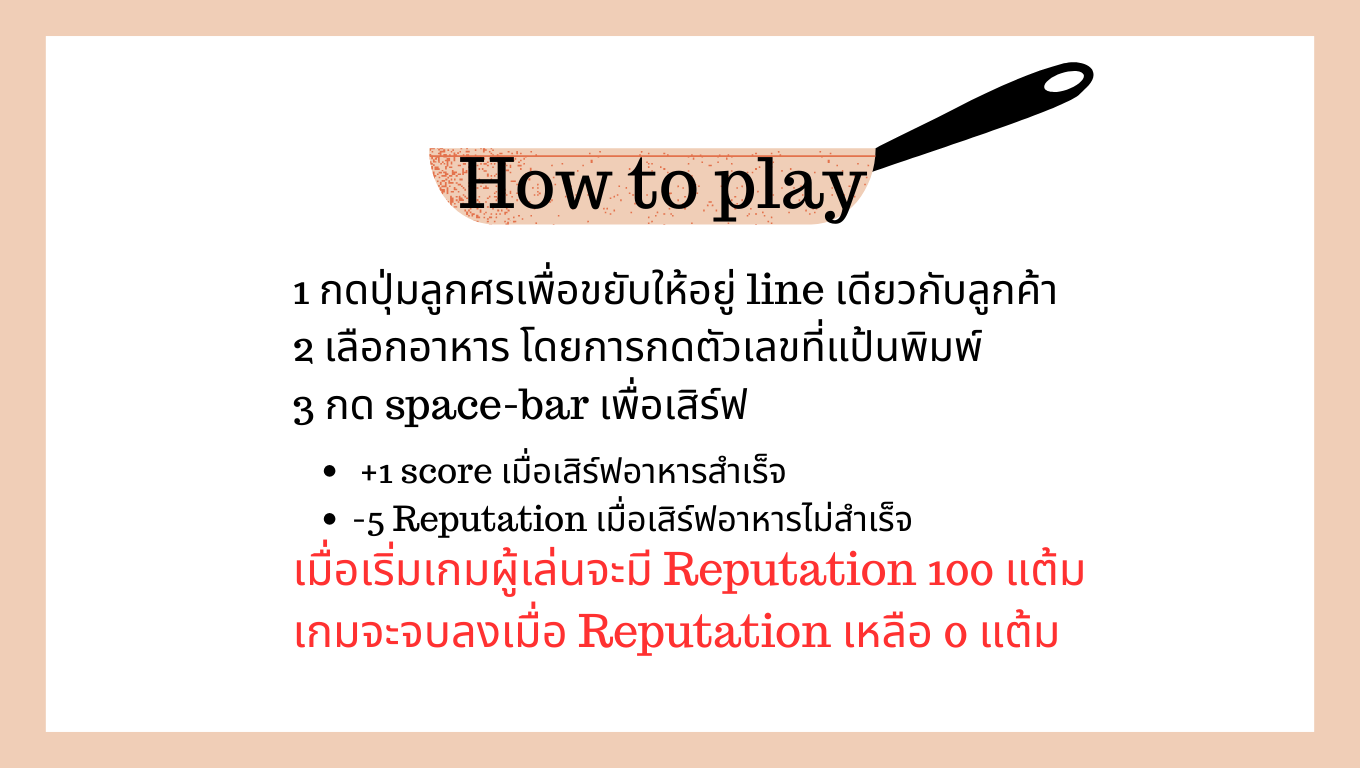 How to play
1 กดปุ่มลูกศรเพื่อขยับให้อยู่ line เดียวกับลูกค้า
2 เลือกอาหาร โดยการกดตัวเลขที่แป้นพิมพ์
3 กด space-bar เพื่อเสิร์ฟ
• +1 score เมื่อเสิร์ฟอาหารสำเร็จ
• -5 Reputation เมื่อเสิร์ฟอาหารไม่สำเร็จ
เมื่อเริ่มเกมผู้เล่นจะมี Reputation 100 แต้ม
เกมจะจบลงเมื่อ Reputation เหลือ 0 แต้ม